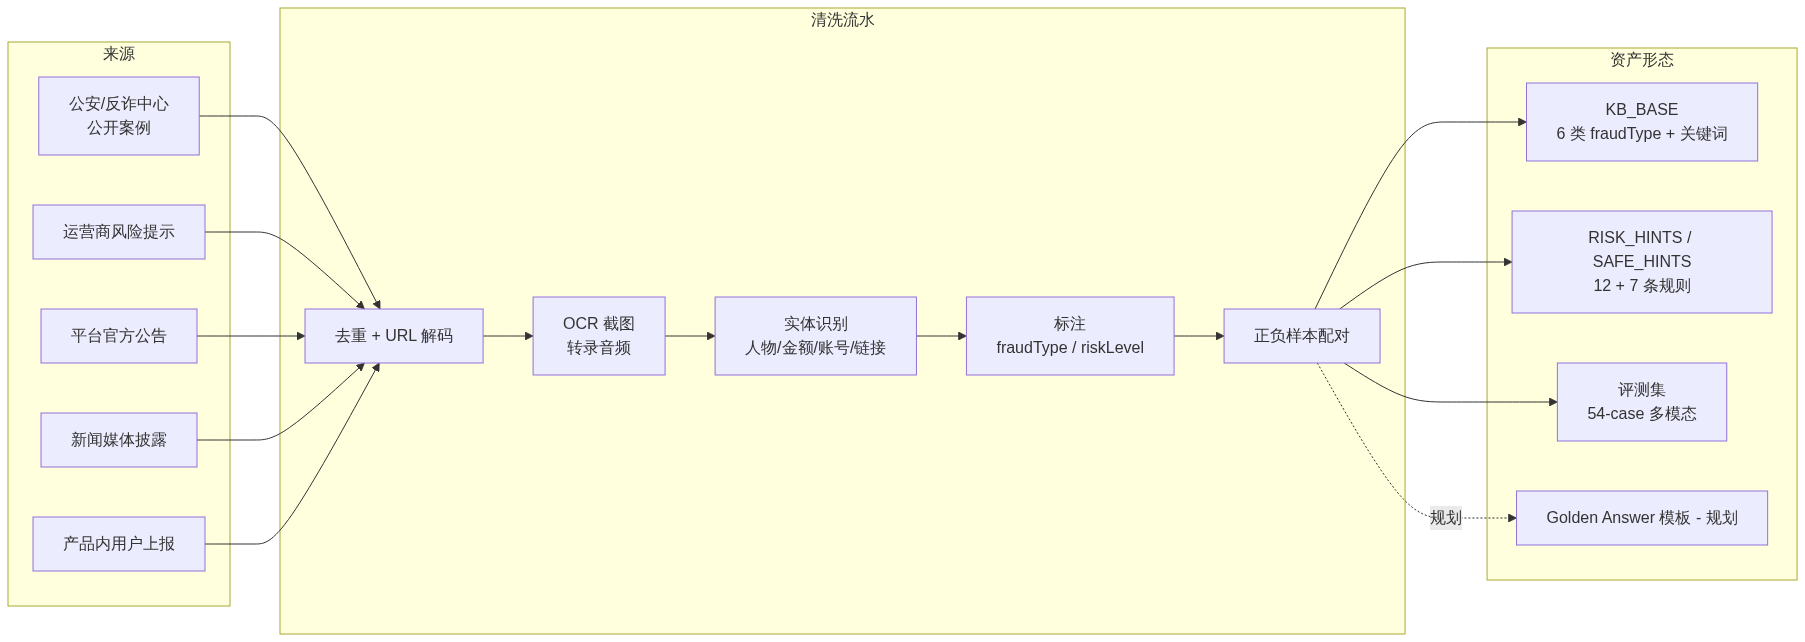 来源
公安/反诈中心
公开案例
运营商风险提示
平台官方公告
新闻媒体披露
产品内用户上报
清洗流水
去重 + URL 解码
OCR 截图
转录音频
实体识别
人物/金额/账号/链接
标注
fraudType / riskLevel
正负样本配对
规划
资产形态
KB_BASE
6 类 fraudType + 关键词
RISK_HINTS /
SAFE_HINTS
12 + 7 条规则
评测集
54-case 多模态
Golden Answer 模板 - 规划